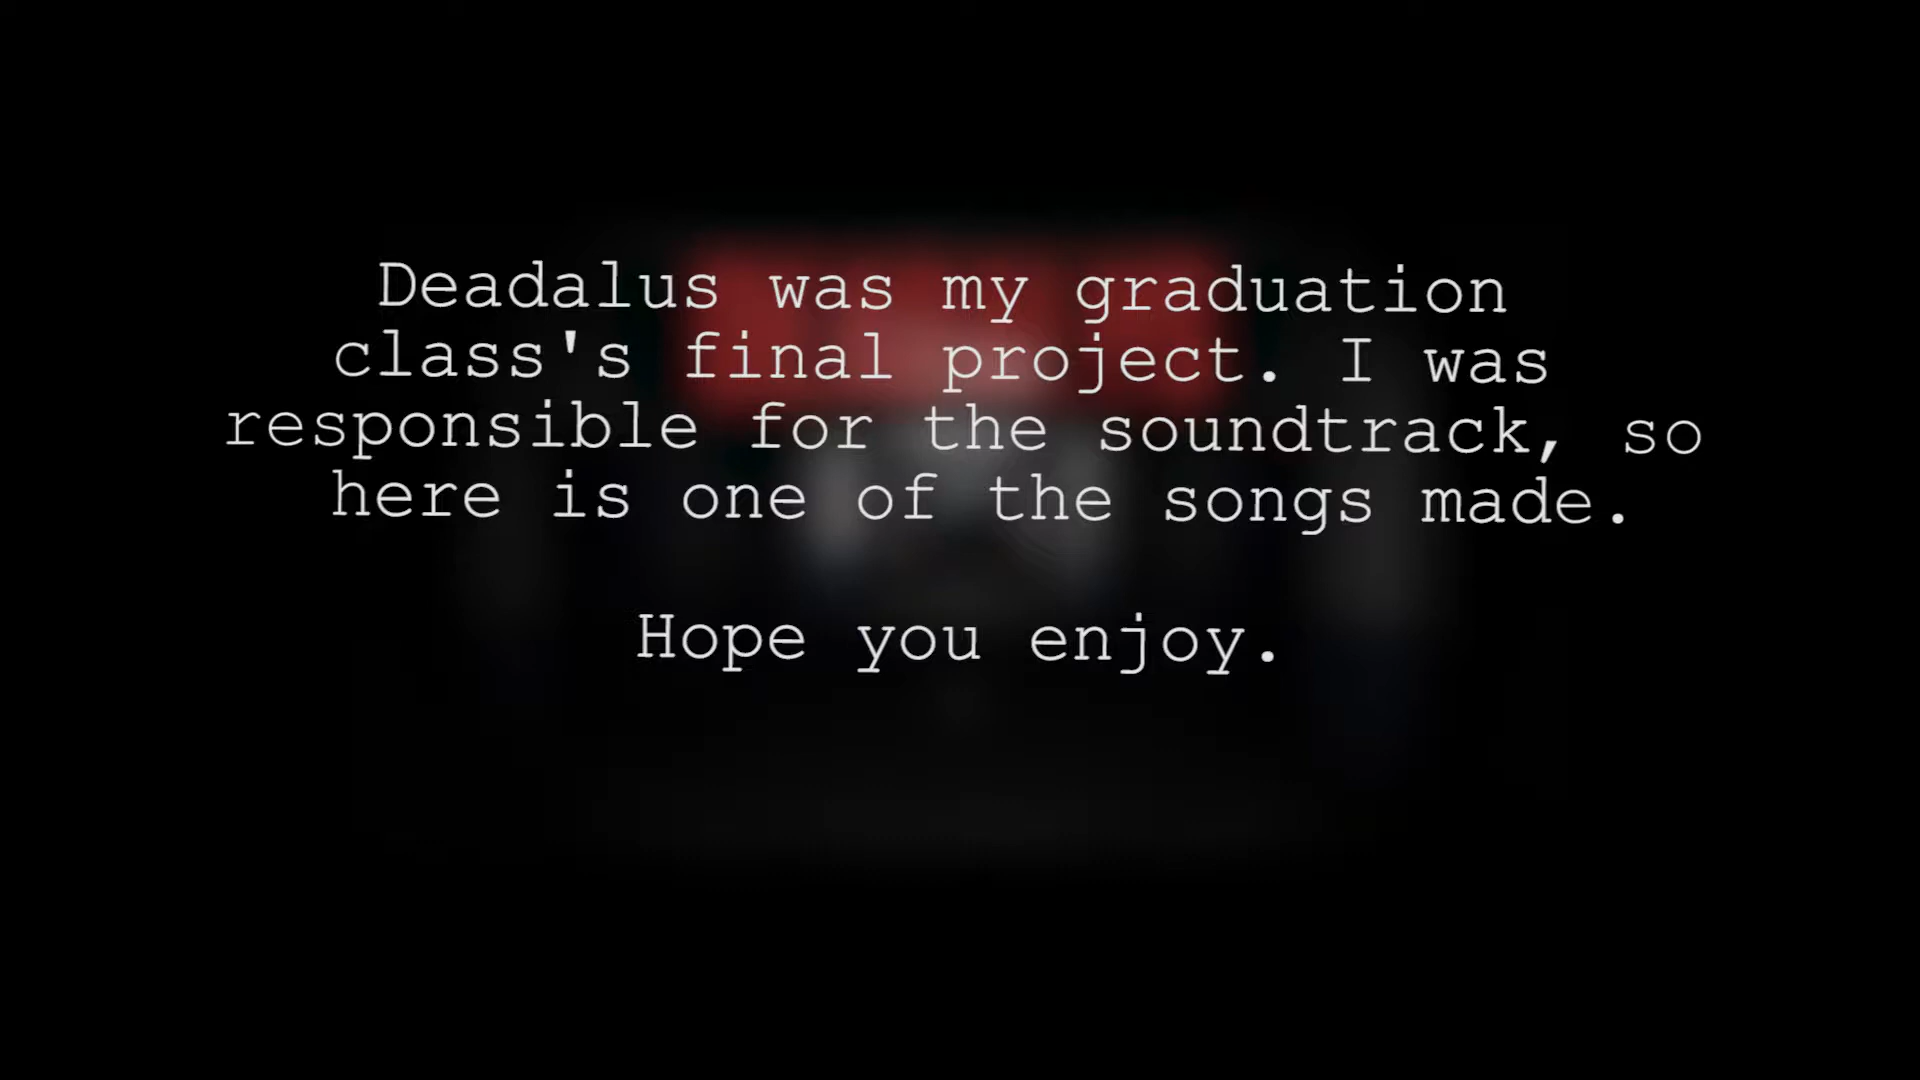 Deadalus was my graduation
class's final project. I was
responsible for the soundtrack, so
here is one of the songs made.
Hope you enjoy.